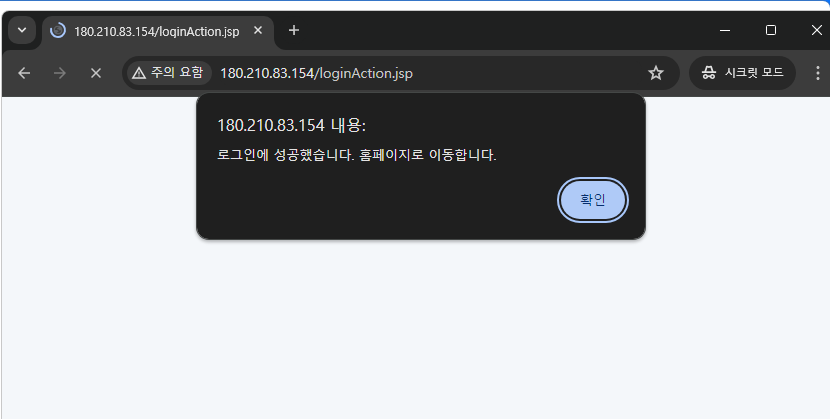 180.210.83.154/loginAction.jsp
주의 요함
180.210.83.154/loginAction.jsp
시크릿 모드
180.210.83.154 내용:
로그인에 성공했습니다. 홈페이지로 이동합니다.
확인